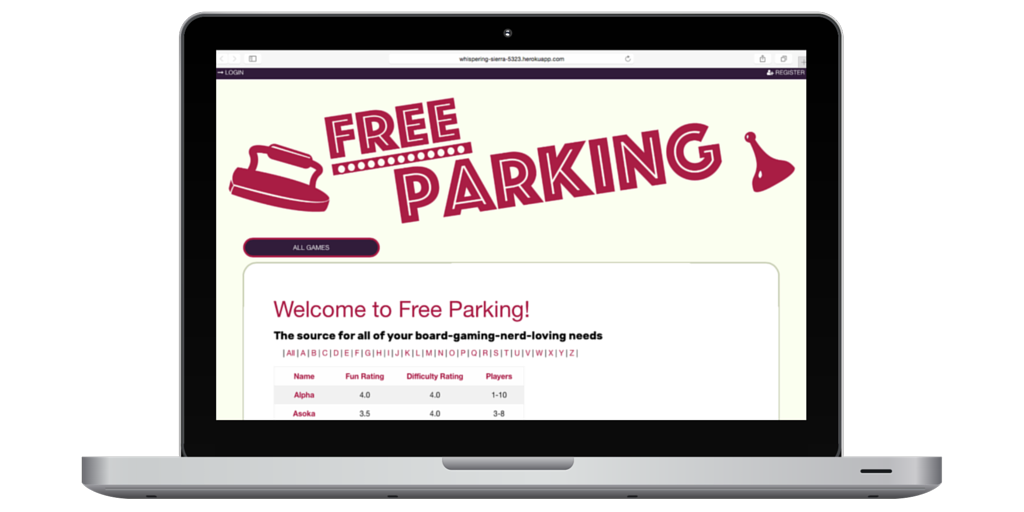 whispering-sierra-5323.herokuapp.com
LOGIN
REGISTER
FREE
PARKING
ALL GAMES
Welcome to Free Parking!
The source for all of your board-gaming-nerd-loving needs
| All | A | B | C | D | E | F | G | H | I | J | K | L | M | N | O | P | Q | R | S | T | U | V | W | X | Y | Z |
Name Fun Rating Difficulty Rating Players
Alpha 4.0 4.0 1-10
Asoka 3.5 4.0 3-8